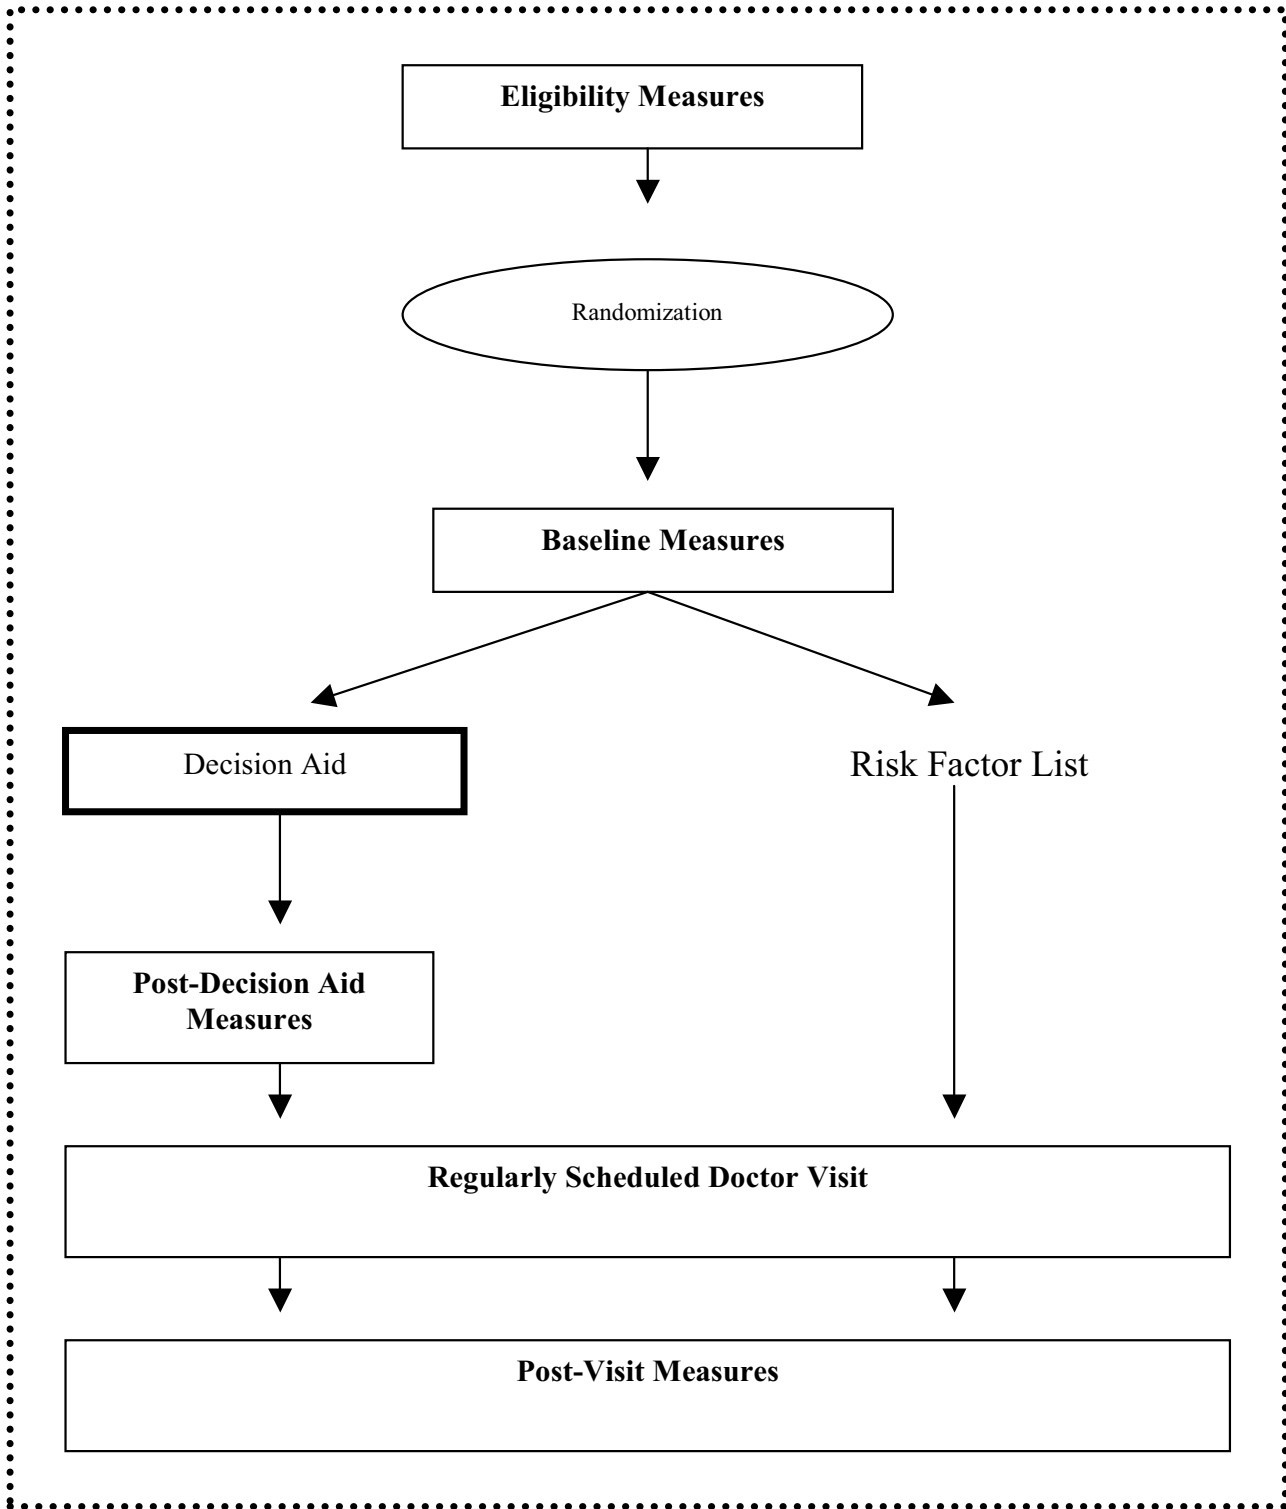 Eligibility Measures
Randomization
Baseline Measures
Decision Aid
Risk Factor List
Post-Decision Aid
Measures
Regularly Scheduled Doctor Visit
Post-Visit Measures